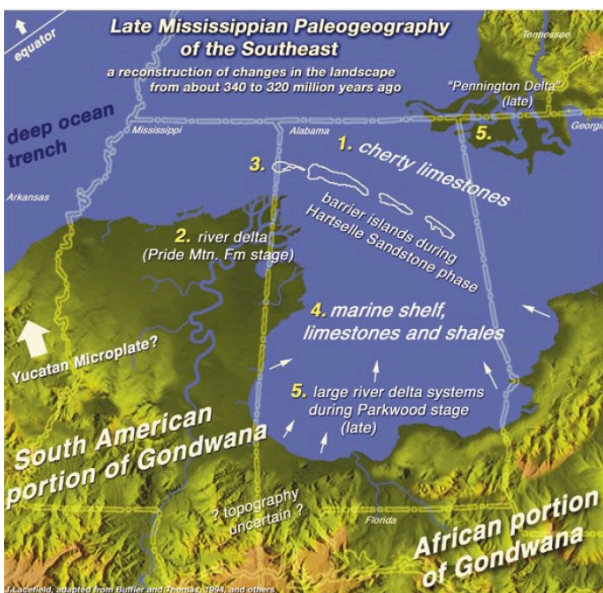 Late Mississippian Paleogeography
of the Southeast
a reconstruction of changes in the landscape
from about 340 to 320 million years ago
equator
Tennessee
"Pennington Delta"
(late)
deep ocean
trench
Mississippi
Alabama
5.
Georgia
1. cherty limestones
3.
Arkansas
barrier islands during
Hartselle Sandstone phase
2. river delta
(Pride Mtn. Fm stage)
4. marine shelf,
limestones and shales
Yucatan Microplate?
5. large river delta systems
during Parkwood stage
(late)
South American
portion of Gondwana
? topography
uncertain ?
Florida
African portion
of Gondwana
J.Lacefield, adapted from Buffler and Thomas, 1994, and others